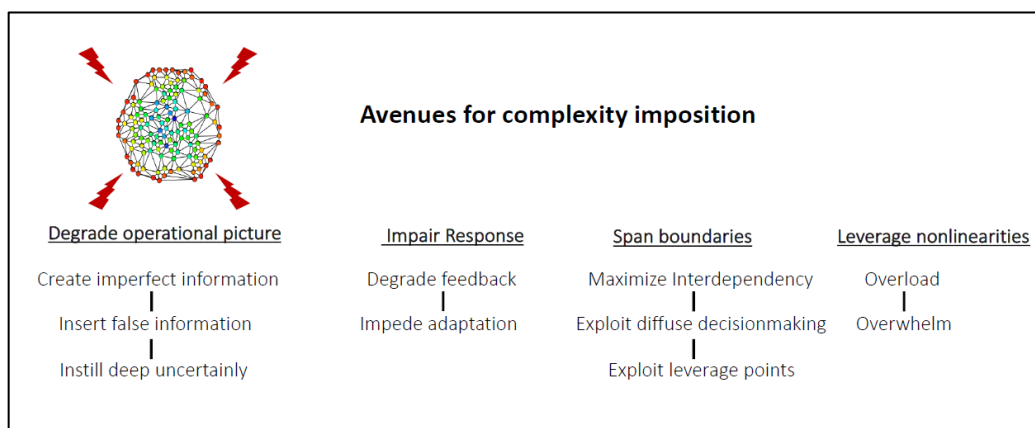 Avenues for complexity imposition
Degrade operational picture
Create imperfect information
Insert false information
Instill deep uncertainly
Impair Response
Degrade feedback
Impede adaptation
Span boundaries
Maximize Interdependency
Exploit diffuse decisionmaking
Exploit leverage points
Leverage nonlinearities
Overload
Overwhelm